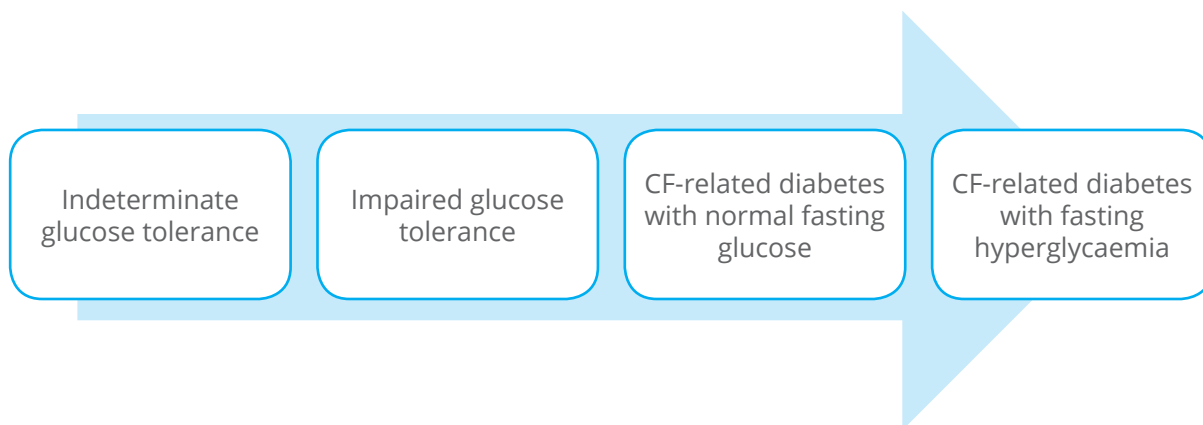 Indeterminate
glucose tolerance
Impaired glucose
tolerance
CF-related diabetes
with normal fasting
glucose
CF-related diabetes
with fasting
hyperglycaemia